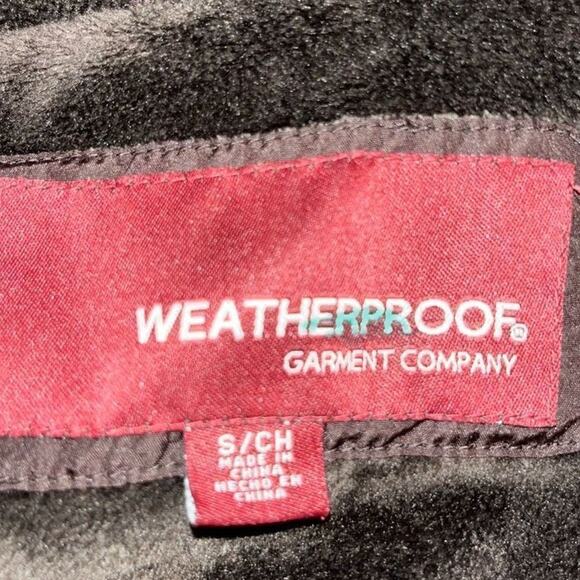 WEATHERPROOF®
GARMENT COMPANY
S/CH
MADE IN
CHINA
HECHO EN
CHINA